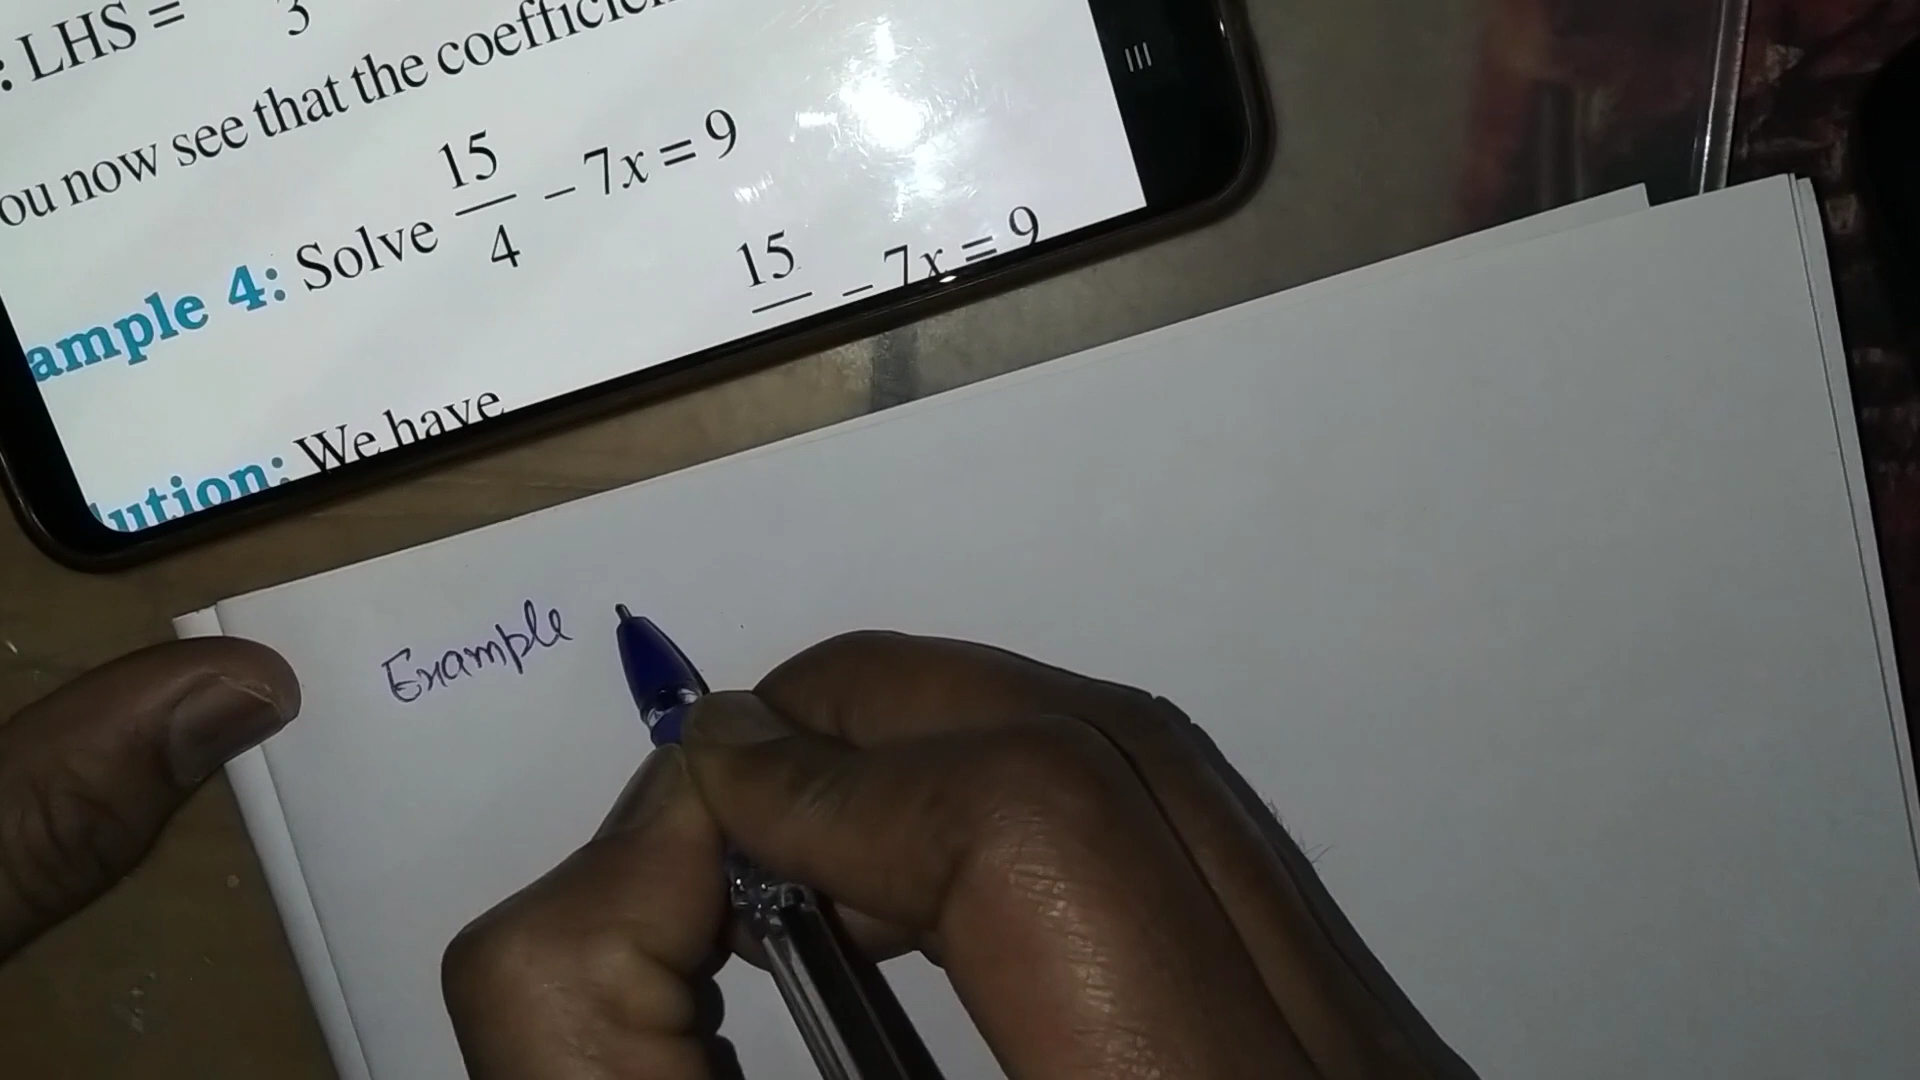 : LHS = 3
ou now see that the coefficie
ample 4: Solve 15/4 – 7x = 9
lution: We have 15 – 7x = 9
Example